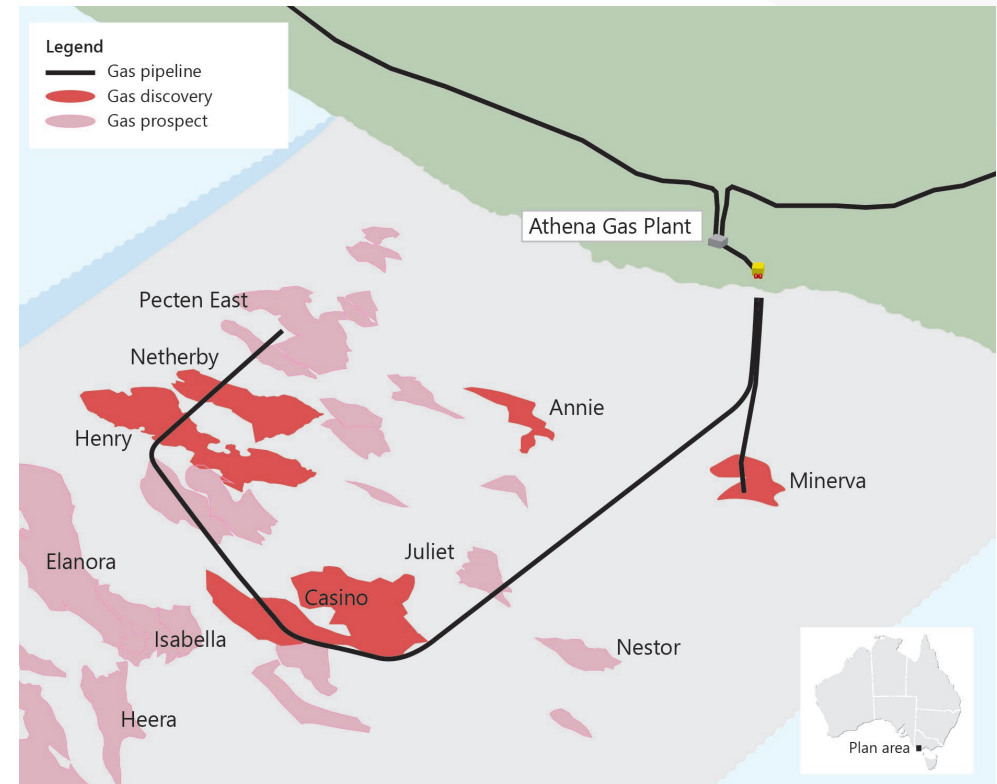 Legend
Gas pipeline
Gas discovery
Gas prospect
Athena Gas Plant
Pecten East
Netherby
Annie
Henry
Minerva
Juliet
Elanora
Casino
Isabella
Nestor
Heera
Plan area